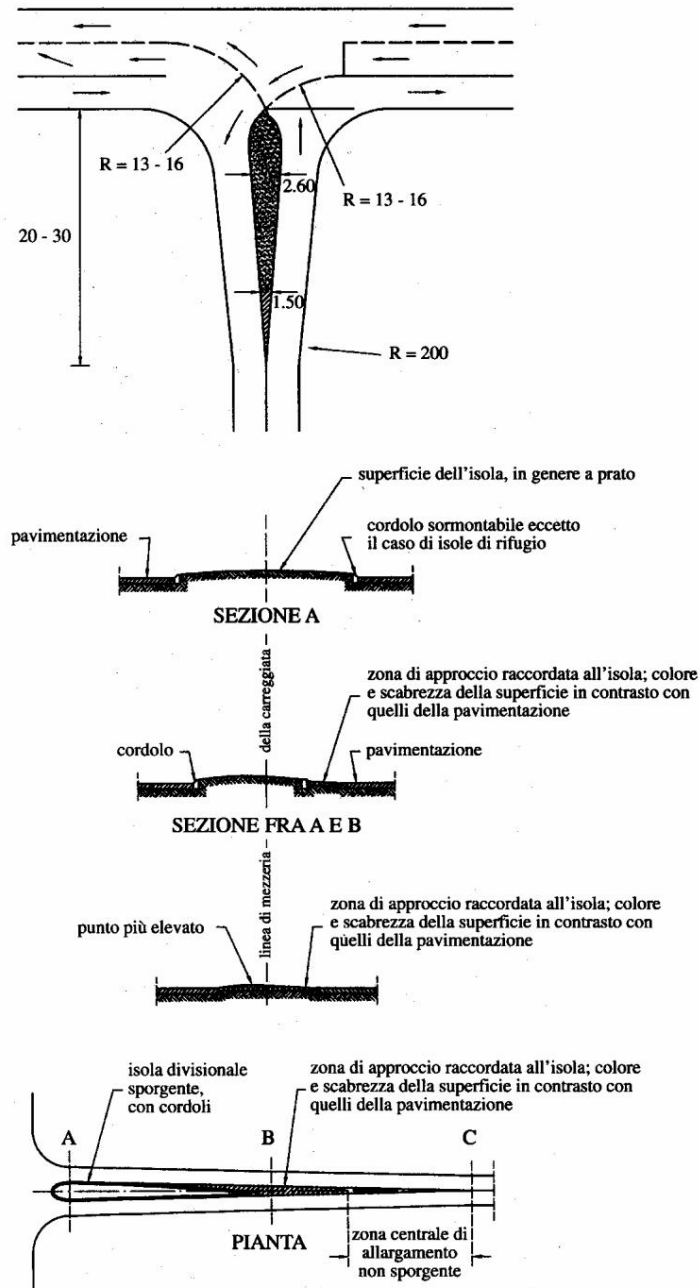 R = 13 - 16
2.60
R = 13 - 16
20 - 30
1.50
R = 200
superficie dell'isola, in genere a prato
pavimentazione
cordolo sormontabile eccetto
il caso di isole di rifugio
SEZIONE A
della carreggiata
zona di approccio raccordata all'isola; colore
e scabrezza della superficie in contrasto con
quelli della pavimentazione
cordolo
pavimentazione
SEZIONE FRA A E B
linea di mezzeria
zona di approccio raccordata all'isola; colore
e scabrezza della superficie in contrasto con
quelli della pavimentazione
punto più elevato
isola divisionale
sporgente,
con cordoli
zona di approccio raccordata all'isola; colore
e scabrezza della superficie in contrasto con
quelli della pavimentazione
A
B
C
PIANTA
zona centrale di
allargamento
non sporgente